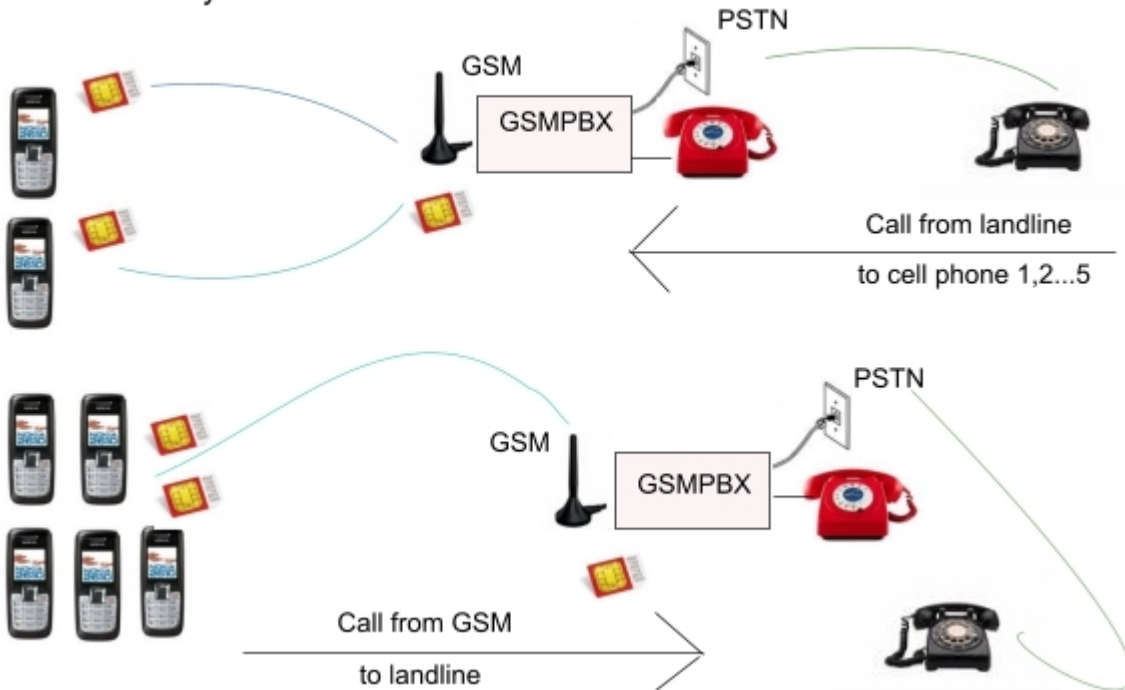 PSTN
GSM
GSMPBX
Call from landline
to cell phone 1,2...5
PSTN
GSM
GSMPBX
Call from GSM
to landline